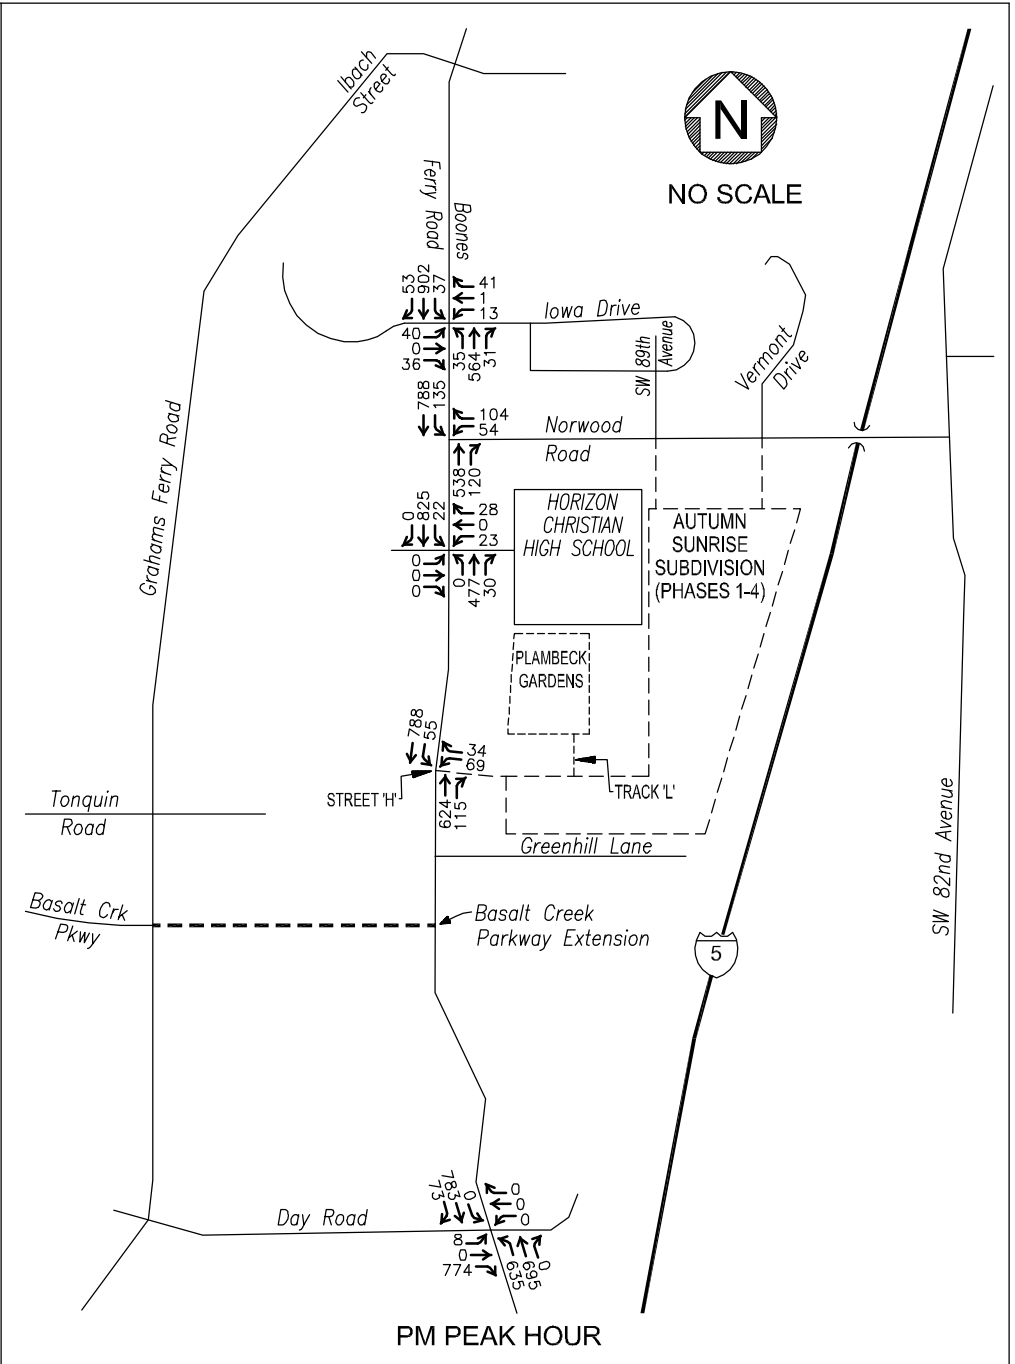 Ibach
Street
N
NO SCALE
Ferry Road
Boones
53
902
37
41
1
13
40
0
36
35
564
31
Iowa Drive
SW 89th
Avenue
Vermont
Drive
788
135
104
54
538
120
Norwood
Road
Grahams Ferry Road
0
825
22
28
0
23
0
0
0
0
477
30
HORIZON
CHRISTIAN
HIGH SCHOOL
AUTUMN
SUNRISE
SUBDIVISION
(PHASES 1-4)
PLAMBECK
GARDENS
788
55
34
69
624
115
STREET 'H'
TRACK 'L'
Tonquin
Road
Greenhill Lane
SW 82nd Avenue
Basalt Crk
Pkwy
Basalt Creek
Parkway Extension
5
Day Road
73
783
0
0
0
0
8
0
774
635
695
0
PM PEAK HOUR